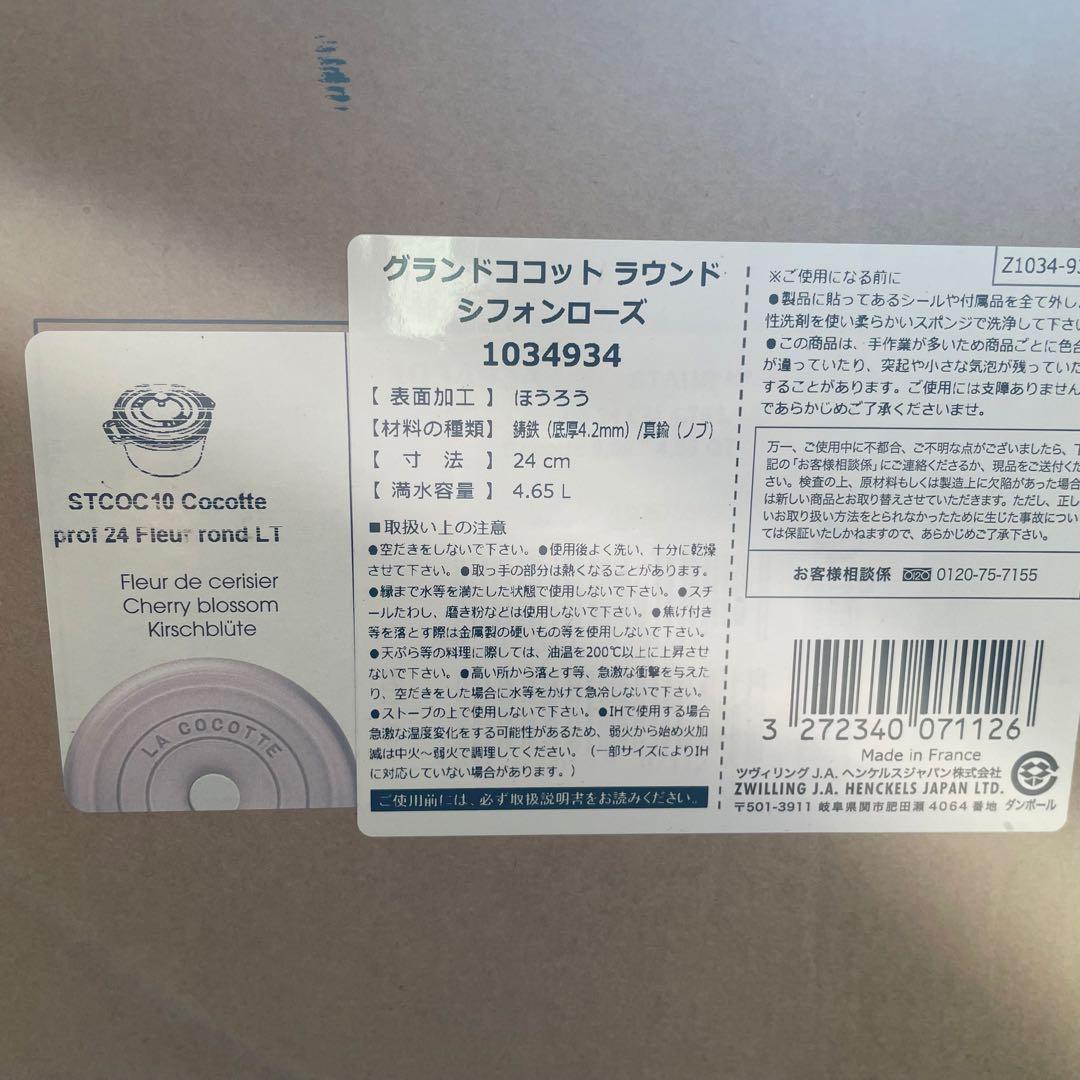 STCOC10 Cocotte
prof 24 Fleur rond LT
Fleur de cerisier
Cherry blossom
Kirschblüte
LA COCOTTE
グランドココット ラウンド
シフォンローズ
1034934
【 表面加工 】 ほうろう
【材料の種類】 鋳鉄（底厚4.2mm）/真鍮（ノブ）
【 寸 法 】 24 cm
【 満水容量 】 4.65 L
■取扱い上の注意
●空だきをしないで下さい。●使用後よく洗い、十分に乾燥
させて下さい。●取っ手の部分は熱くなることがあります。
●縁まで水等を満たした状態で使用しないで下さい。●スチ
ールたわし、磨き粉などは使用しないで下さい。●焦げ付き
等を落とす際は金属製の硬いもの等を使用しないで下さい。
●天ぷら等の料理に際しては、油温を200℃以上に上昇させ
ないで下さい。●高い所から落とす等、急激な衝撃を与えた
り、空だきをした場合に水等をかけて急冷しないで下さい。
●ストーブの上で使用しないで下さい。●IHで使用する場合
急激な温度変化をする可能性があるため、弱火から始め火加
減は中火～弱火で調理してください。（一部サイズによりIH
に対応していない場合があります。）
ご使用前には、必ず取扱説明書をお読みください。
Z1034-93
※ご使用になる前に
●製品に貼ってあるシールや付属品を全て外し、
性洗剤を使い柔らかいスポンジで洗浄して下さい
●この商品は、手作業が多いため商品ごとに色合
が違っていたり、突起や小さな気泡が残っていた
することがあります。ご使用には支障ありません
であらかじめご了承くださいませ。
万一、ご使用中に不都合、ご不明な点がございましたら、下
記の「お客様相談係」にご連絡くださるか、現品をご送付くだ
さい。検査の上、原材料もしくは製造上に欠陥があった場合
は新しい商品とお取り替えさせていただきます。ただし、正し
いお取り扱い方法をとられなかったために生じた事故につい
ては保証いたしかねますので、あらかじめご了承下さい。
お客様相談係 0120-75-7155
3 272340 071126
Made in France
ツヴィリング J.A. ヘンケルスジャパン株式会社
ZWILLING J.A. HENCKELS JAPAN LTD.
〒501-3911 岐阜県関市肥田瀬 4064 番地
ダンボール